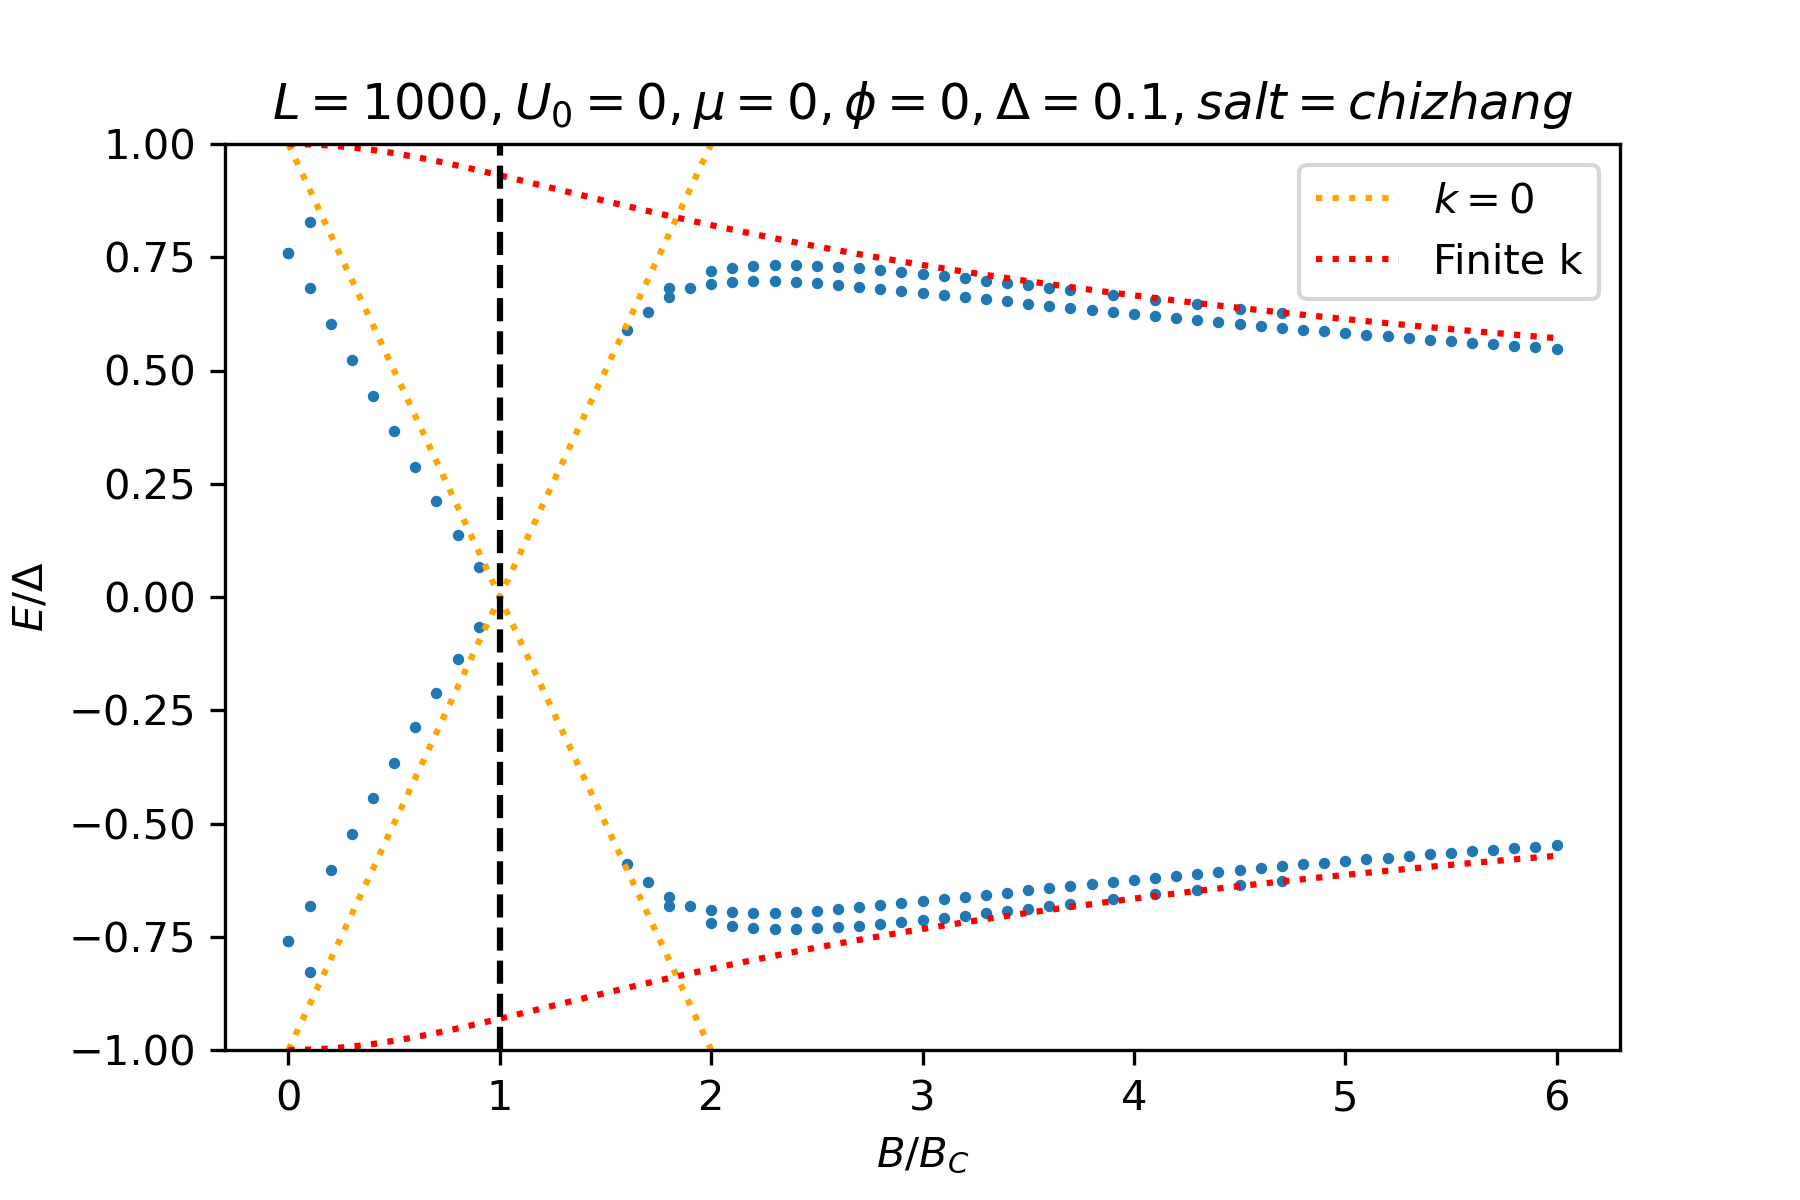 L = 1000, U₀ = 0, μ = 0, ϕ = 0, Δ = 0.1, salt = chizhang
k = 0
Finite k
1.00
0.75
0.50
0.25
0.00
−0.25
−0.50
−0.75
−1.00
E/Δ
0 1 2 3 4 5 6
B/B_C